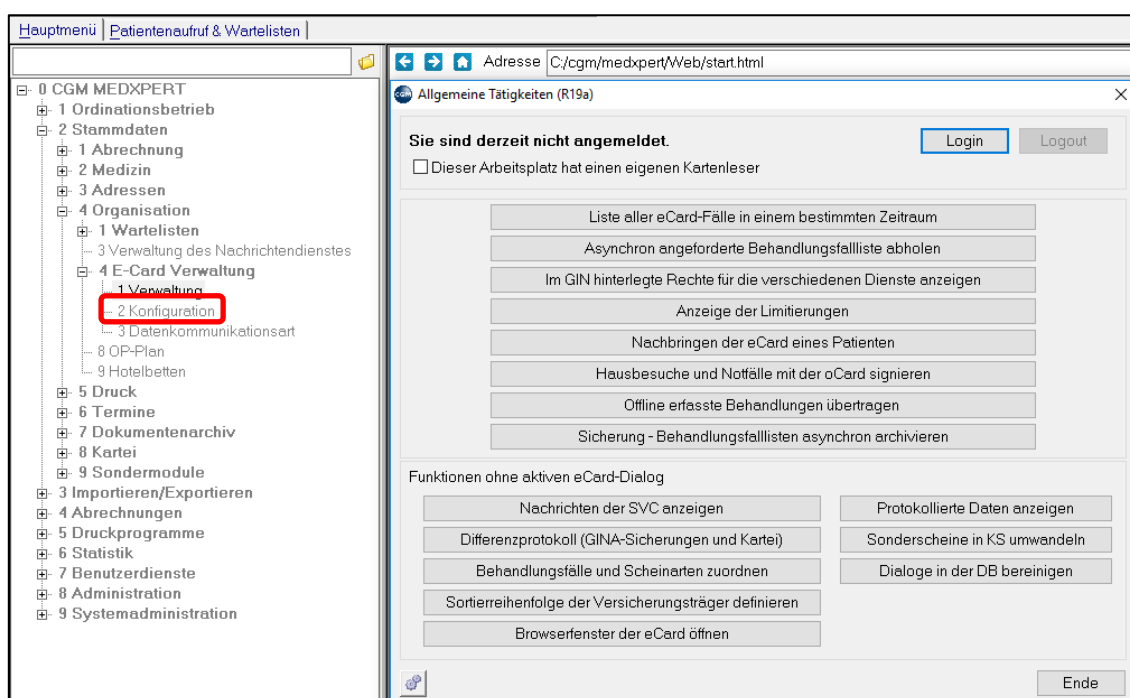 Hauptmenü Patientenaufruf & Wartelisten
Adresse C:/cgm/medxpert/Web/start.html
0 CGM MEDXPERT
1 Ordinationsbetrieb
2 Stammdaten
1 Abrechnung
2 Medizin
3 Adressen
4 Organisation
1 Wartelisten
3 Verwaltung des Nachrichtendienstes
4 E-Card Verwaltung
1 Verwaltung
2 Konfiguration
3 Datenkommunikationsart
8 OP-Plan
9 Hotelbetten
5 Druck
6 Termine
7 Dokumentenarchiv
8 Kartei
9 Sondermodule
3 Importieren/Exportieren
4 Abrechnungen
5 Druckprogramme
6 Statistik
7 Benutzerdienste
8 Administration
9 Systemadministration
CGM Allgemeine Tätigkeiten (R19a)
Sie sind derzeit nicht angemeldet.
Login Logout
Dieser Arbeitsplatz hat einen eigenen Kartenleser
Liste aller eCard-Fälle in einem bestimmten Zeitraum
Asynchron angeforderte Behandlungsfallliste abholen
Im GIN hinterlegte Rechte für die verschiedenen Dienste anzeigen
Anzeige der Limitierungen
Nachbringen der eCard eines Patienten
Hausbesuche und Notfälle mit der oCard signieren
Offline erfasste Behandlungen übertragen
Sicherung - Behandlungsfalllisten asynchron archivieren
Funktionen ohne aktiven eCard-Dialog
Nachrichten der SVC anzeigen Protokollierte Daten anzeigen
Differenzprotokoll (GINA-Sicherungen und Kartei) Sonderscheine in KS umwandeln
Behandlungsfälle und Scheinarten zuordnen Dialoge in der DB bereinigen
Sortierreihenfolge der Versicherungsträger definieren
Browserfenster der eCard öffnen
Ende